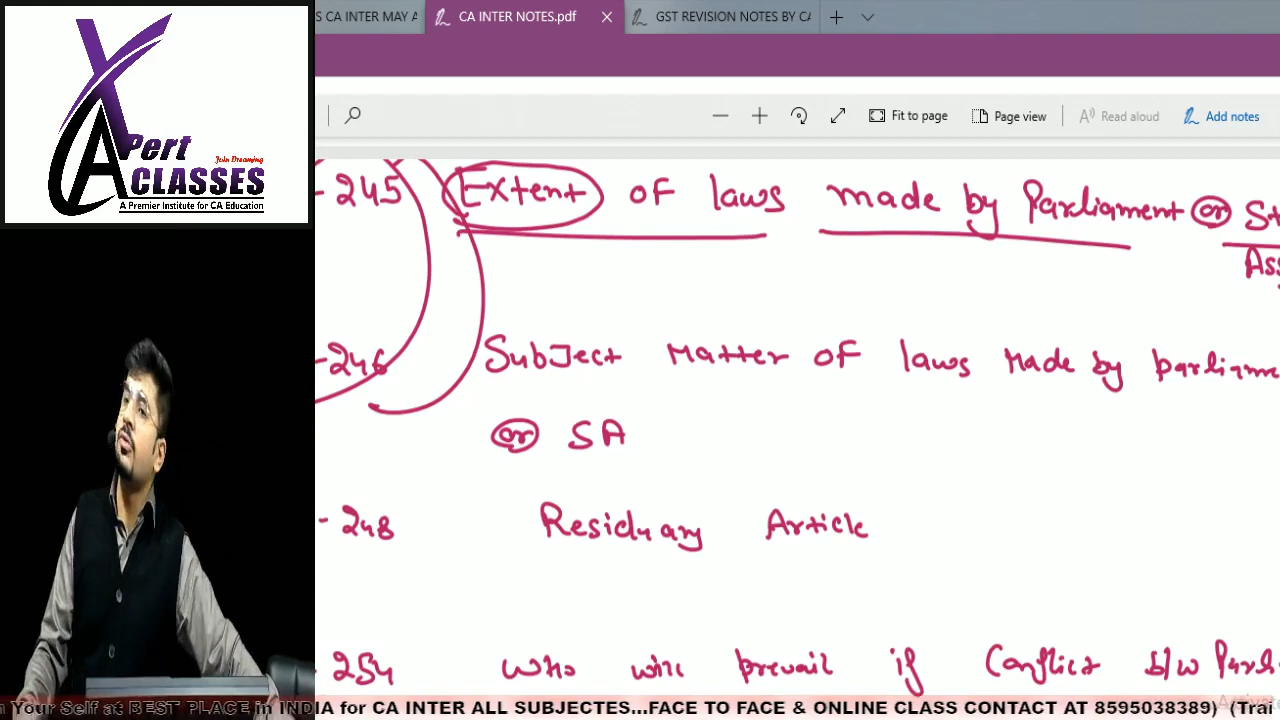 S CA INTER MAY A
CA INTER NOTES.pdf
GST REVISION NOTES BY CA
Fit to page
Page view
A Read aloud
Add notes
XPert
Join Dreaming
CA CLASSES
A Premier Institute for CA Education
-245 Extent of laws made by Parliament or St
Ass
-246 Subject Matter of laws Made by parliame
or SA
-248 Residuary Article
-254 who will prevail if Conflict b/w Parli
n Your Self at BEST PLACE in INDIA for CA INTER ALL SUBJECTES...FACE TO FACE & ONLINE CLASS CONTACT AT 8595038389) (Trai